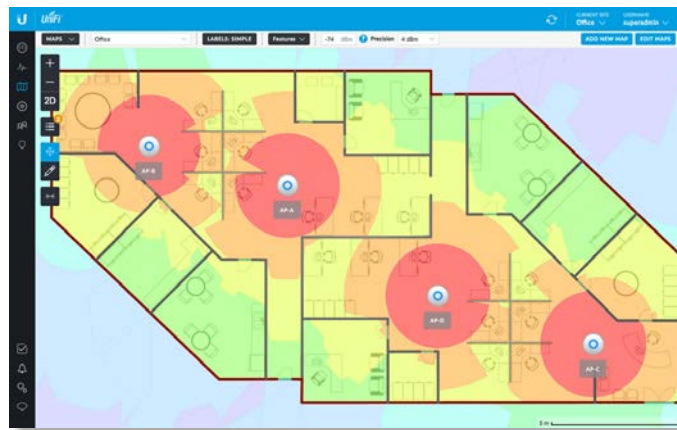 UniFi
CURRENT SITE
Office
USERNAME
superadmin
MAPS
Office
LABELS: SIMPLE
Features
-74 dBm
Precision
4 dBm
ADD NEW MAP
EDIT MAPS
+
−
2D
AP-B
AP-A
AP-D
AP-C